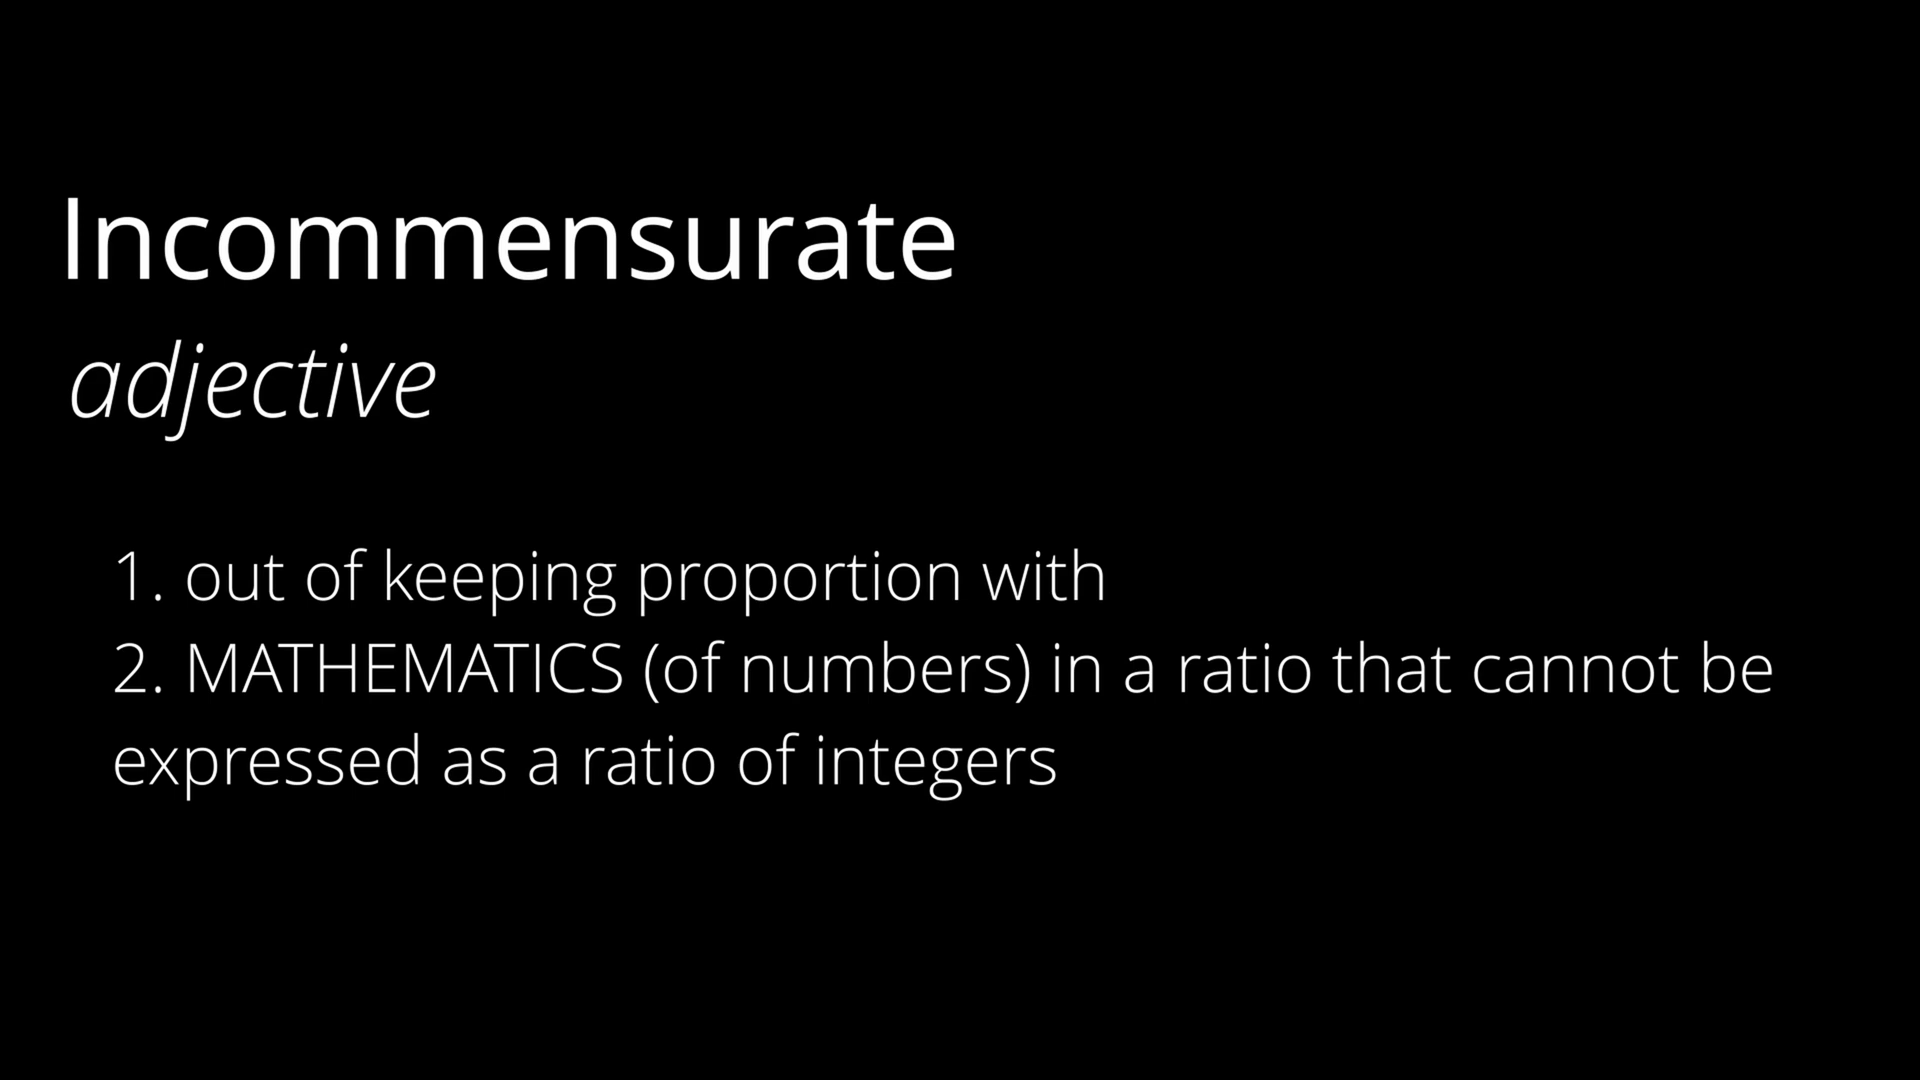 Incommensurate
adjective
1. out of keeping proportion with
2. MATHEMATICS (of numbers) in a ratio that cannot be
expressed as a ratio of integers